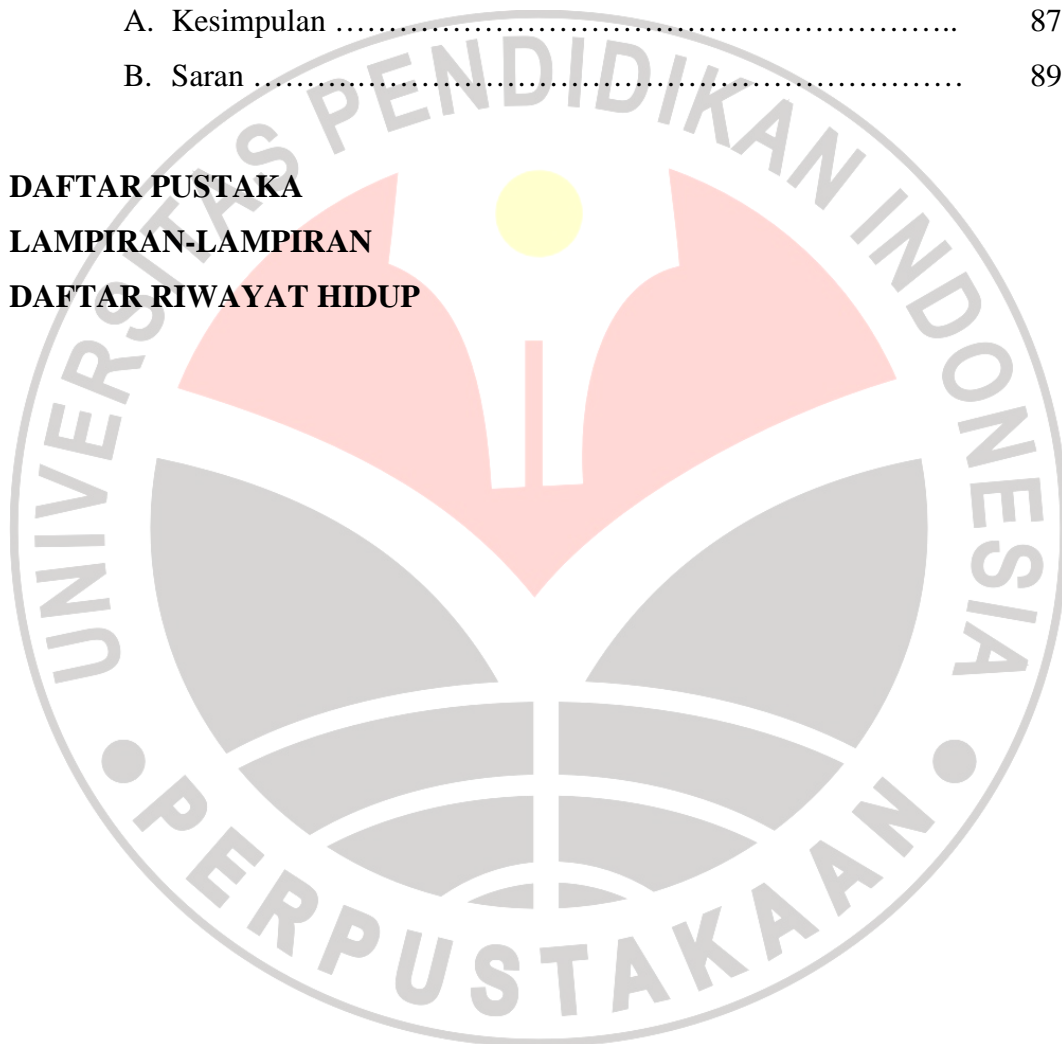 A. Kesimpulan ……………………………………………………….. 87
B. Saran ……………………………………………………………… 89
DAFTAR PUSTAKA
LAMPIRAN-LAMPIRAN
DAFTAR RIWAYAT HIDUP
UNIVERSITAS PENDIDIKAN INDONESIA
PERPUSTAKAAN